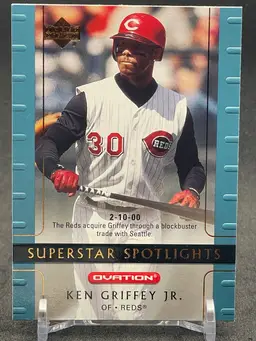 30
REDS
2-10-00
The Reds acquire Griffey through a blockbuster
trade with Seattle.
SUPERSTAR SPOTLIGHTS
OVATION
KEN GRIFFEY JR.
OF • REDS®